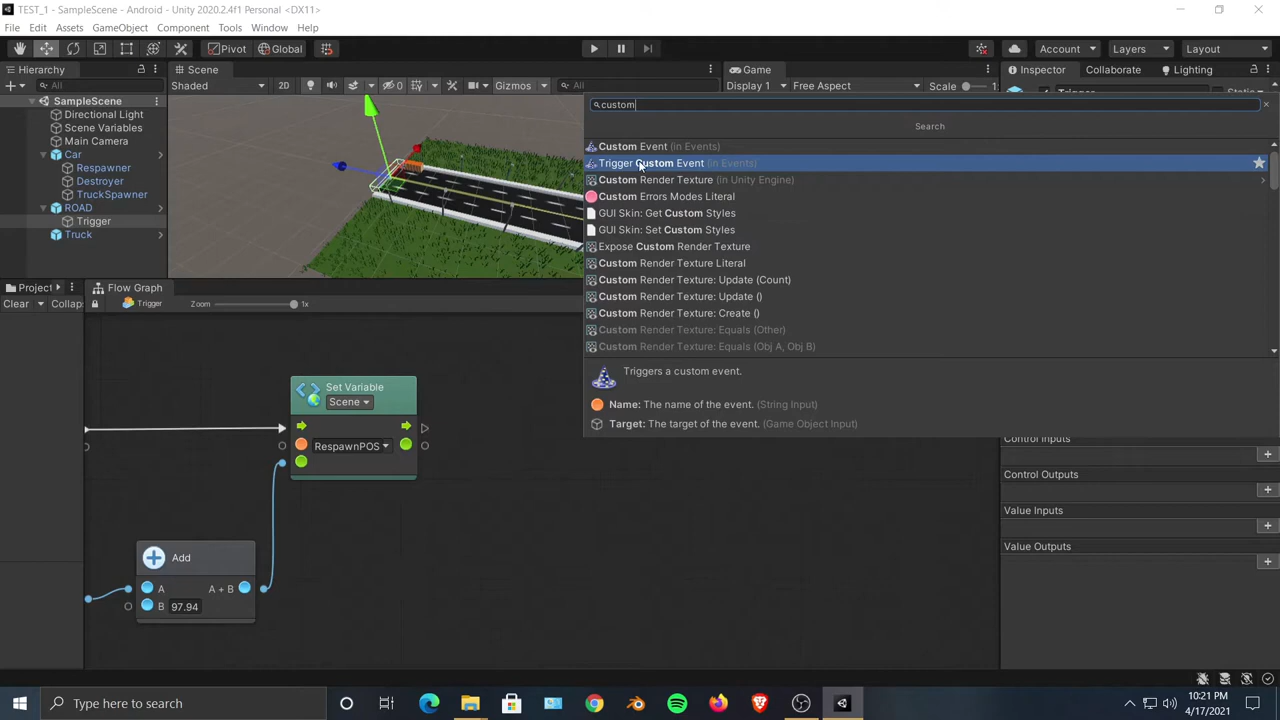 TEST_1 - SampleScene - Android - Unity 2020.2.4f1 Personal <DX11>
File Edit Assets GameObject Component Tools Window Help
Pivot Global Account Layers Layout
Hierarchy Scene Game Inspector Collaborate Lighting
All Shaded 2D 0 Gizmos All Display 1 Free Aspect Scale 1
SampleScene
Directional Light
Scene Variables
Main Camera
Car
Respawner
Destroyer
TruckSpawner
ROAD
Trigger
Truck
custom
Search
Custom Event (in Events)
Trigger Custom Event (in Events)
Custom Render Texture (in Unity Engine)
Custom Errors Modes Literal
GUI Skin: Get Custom Styles
GUI Skin: Set Custom Styles
Expose Custom Render Texture
Custom Render Texture Literal
Custom Render Texture: Update (Count)
Custom Render Texture: Update ()
Custom Render Texture: Create ()
Custom Render Texture: Equals (Other)
Custom Render Texture: Equals (Obj A, Obj B)
Triggers a custom event.
Name: The name of the event. (String Input)
Target: The target of the event. (Game Object Input)
Project Flow Graph
Clear Collaps Trigger Zoom 1x
Set Variable
Scene
RespawnPOS
Add
A A + B
B 97.94
Control Inputs
Control Outputs
Value Inputs
Value Outputs
Type here to search
10:21 PM
4/17/2021